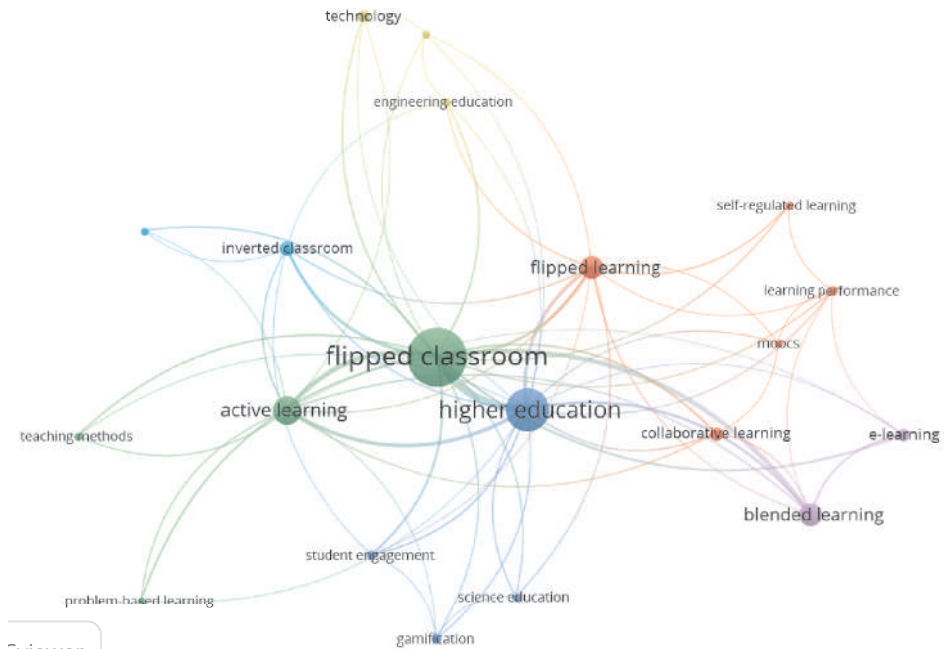 technology
engineering education
self-regulated learning
inverted classroom
flipped learning
learning performance
moocs
flipped classroom
active learning
higher education
teaching methods
collaborative learning
e-learning
blended learning
student engagement
science education
problem-based learning
gamification